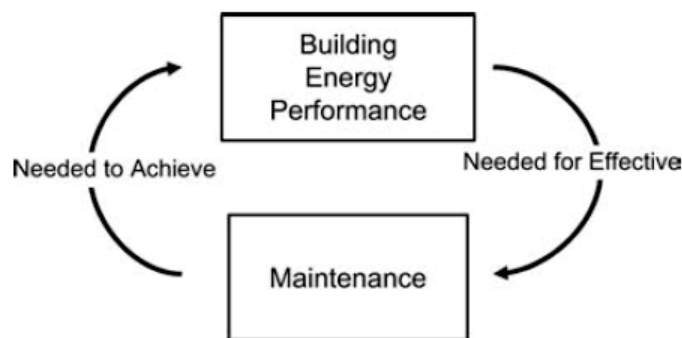 Building
Energy
Performance
Needed to Achieve
Needed for Effective
Maintenance